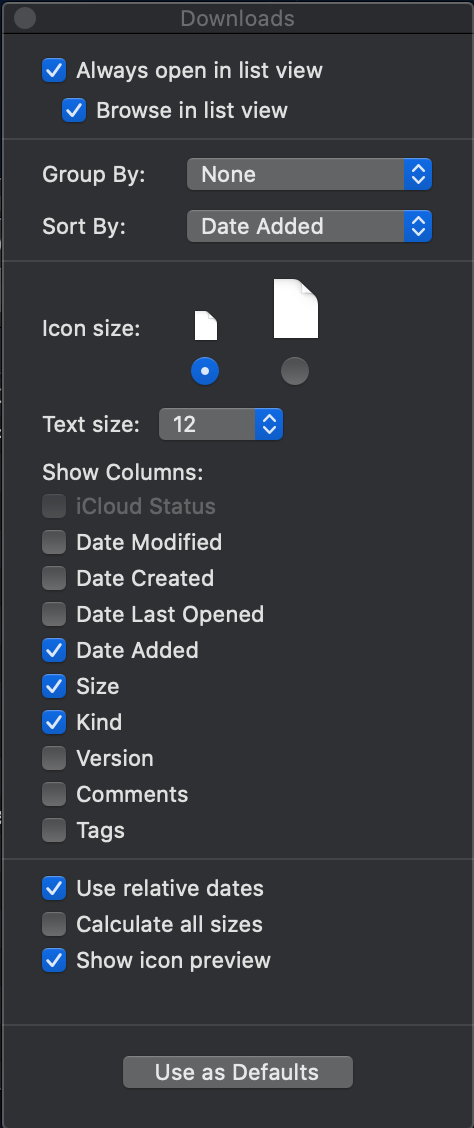 Downloads
Always open in list view
Browse in list view
Group By: None
Sort By: Date Added
Icon size:
Text size: 12
Show Columns:
iCloud Status
Date Modified
Date Created
Date Last Opened
Date Added
Size
Kind
Version
Comments
Tags
Use relative dates
Calculate all sizes
Show icon preview
Use as Defaults